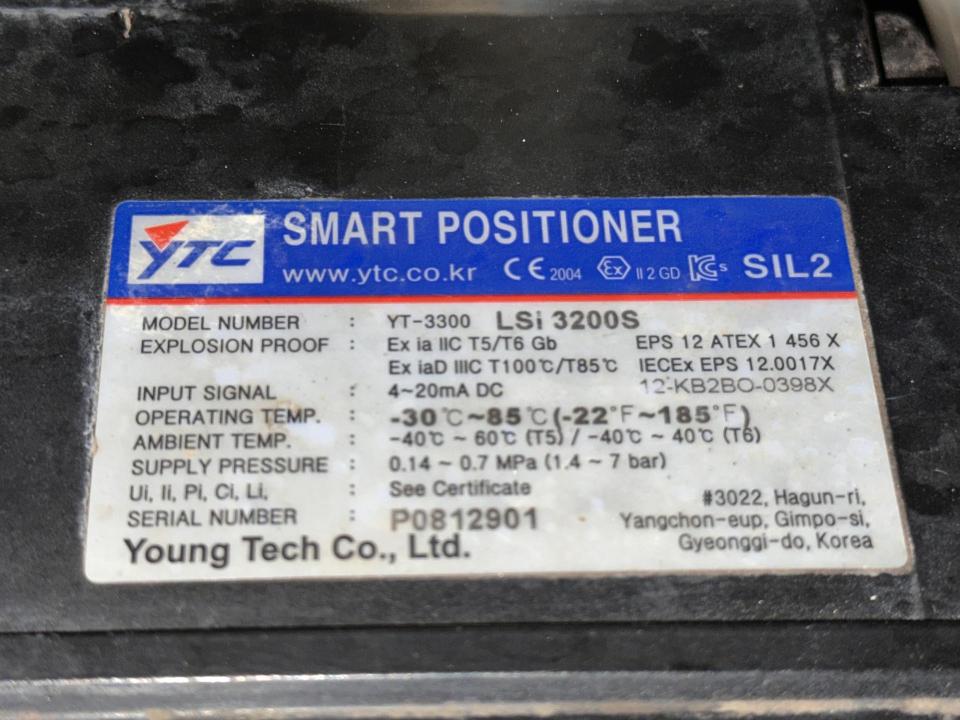 YTC SMART POSITIONER
www.ytc.co.kr CE 2004 Ex II 2 GD KCs SIL2
MODEL NUMBER : YT-3300 LSi 3200S
EXPLOSION PROOF : Ex ia IIC T5/T6 Gb EPS 12 ATEX 1 456 X
Ex iaD IIIC T100℃/T85℃ IECEx EPS 12.0017X
12-KB2BO-0398X
INPUT SIGNAL : 4~20mA DC
OPERATING TEMP. : -30℃~85℃(-22°F~185°F)
AMBIENT TEMP. : -40℃ ~ 60℃ (T5) / -40℃ ~ 40℃ (T6)
SUPPLY PRESSURE : 0.14 ~ 0.7 MPa (1.4 ~ 7 bar)
Ui, Ii, Pi, Ci, Li, : See Certificate
SERIAL NUMBER : P0812901
Young Tech Co., Ltd.
#3022, Hagun-ri,
Yangchon-eup, Gimpo-si,
Gyeonggi-do, Korea